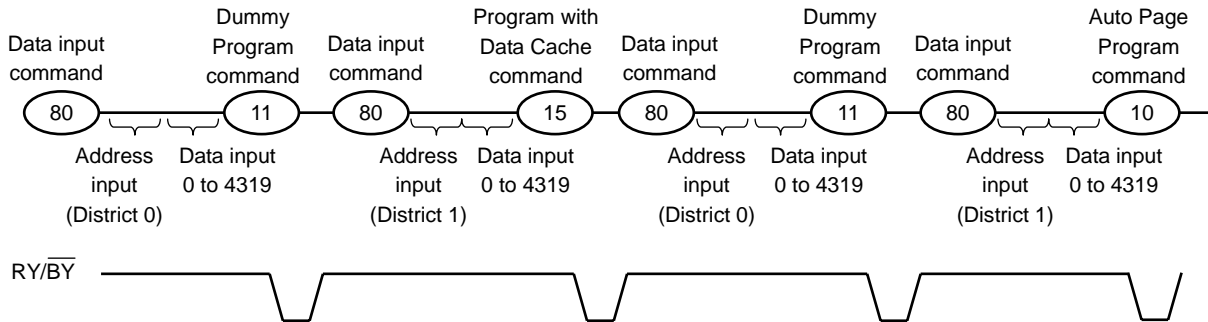 Data input
command
80
Address
input
(District 0)
Data input
0 to 4319
Dummy
Program
command
11
Data input
command
80
Address
input
(District 1)
Data input
0 to 4319
Program with
Data Cache
command
15
Data input
command
80
Address
input
(District 0)
Data input
0 to 4319
Dummy
Program
command
11
Data input
command
80
Address
input
(District 1)
Data input
0 to 4319
Auto Page
Program
command
10
RY/BY